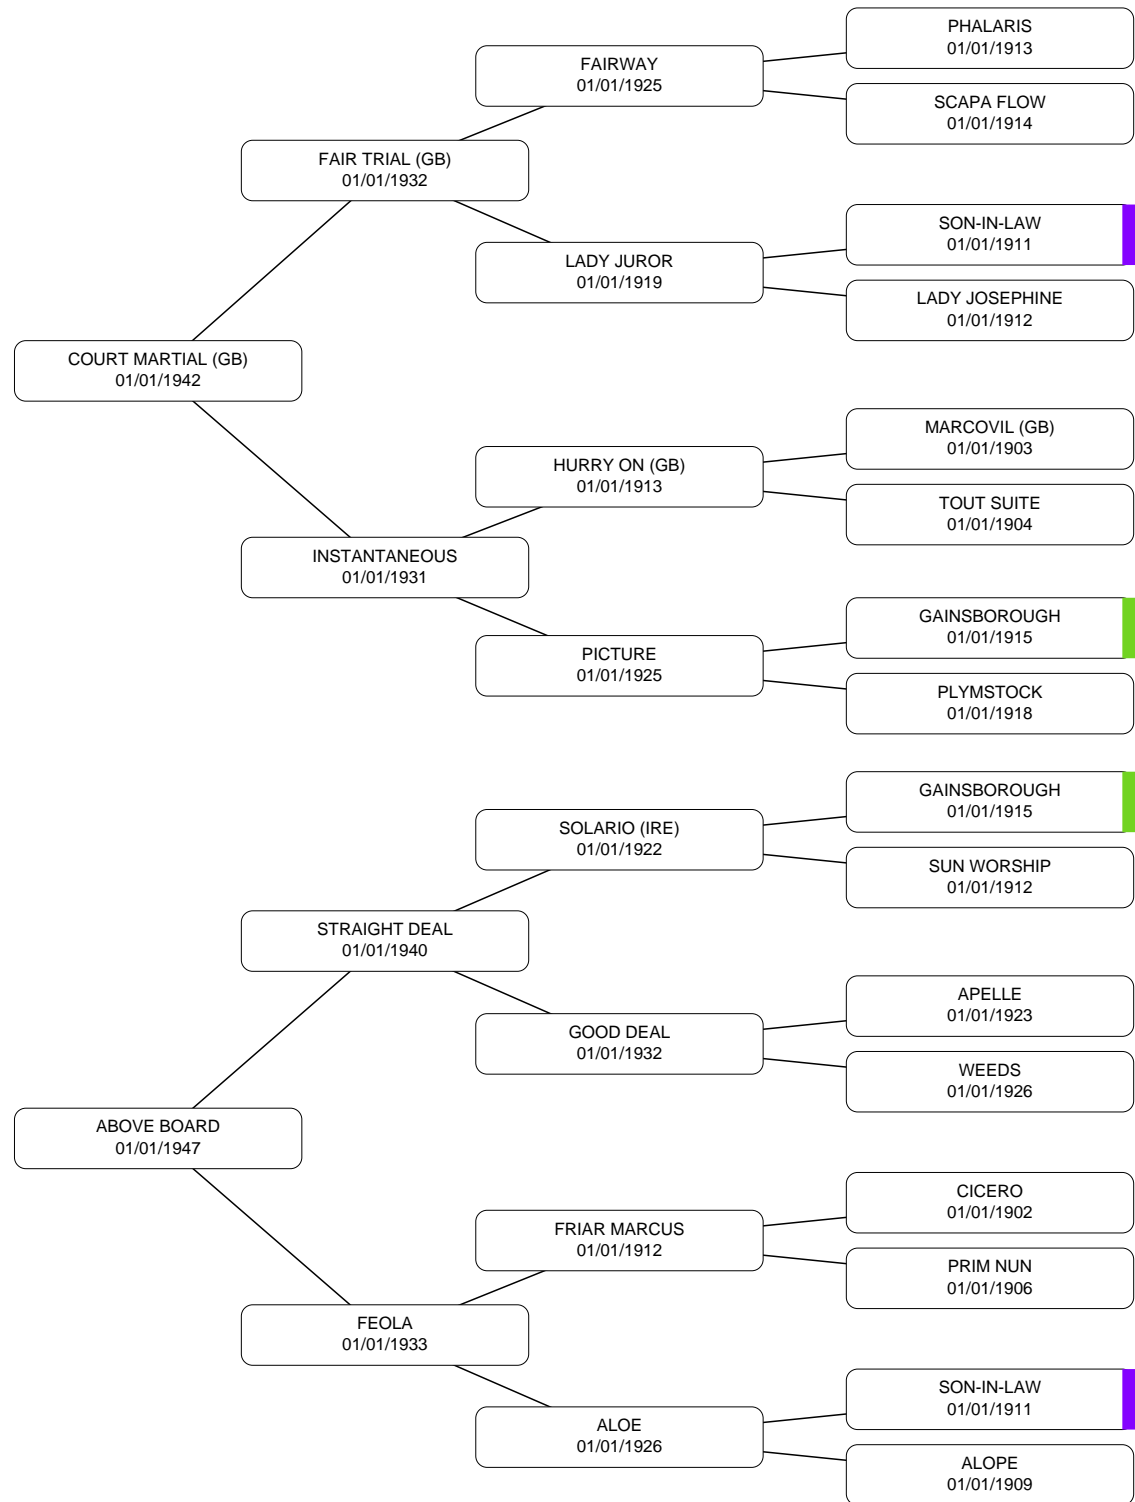 PHALARIS
01/01/1913
FAIRWAY
01/01/1925
SCAPA FLOW
01/01/1914
FAIR TRIAL (GB)
01/01/1932
SON-IN-LAW
01/01/1911
LADY JUROR
01/01/1919
LADY JOSEPHINE
01/01/1912
COURT MARTIAL (GB)
01/01/1942
MARCOVIL (GB)
01/01/1903
HURRY ON (GB)
01/01/1913
TOUT SUITE
01/01/1904
INSTANTANEOUS
01/01/1931
GAINSBOROUGH
01/01/1915
PICTURE
01/01/1925
PLYMSTOCK
01/01/1918
GAINSBOROUGH
01/01/1915
SOLARIO (IRE)
01/01/1922
SUN WORSHIP
01/01/1912
STRAIGHT DEAL
01/01/1940
APELLE
01/01/1923
GOOD DEAL
01/01/1932
WEEDS
01/01/1926
ABOVE BOARD
01/01/1947
CICERO
01/01/1902
FRIAR MARCUS
01/01/1912
PRIM NUN
01/01/1906
FEOLA
01/01/1933
SON-IN-LAW
01/01/1911
ALOE
01/01/1926
ALOPE
01/01/1909